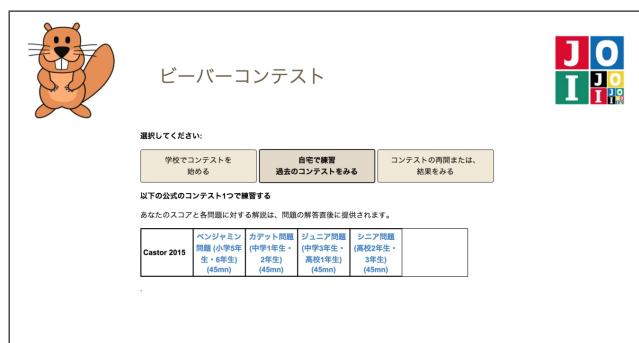 ビーバーコンテスト
JO
I JO
I JO
I JOI
選択してください:
学校でコンテストを
始める
自宅で練習
過去のコンテストをみる
コンテストの再開または、
結果をみる
以下の公式のコンテスト1つで練習する
あなたのスコアと各問題に対する解説は、問題の解答直後に提供されます。
Castor 2015
ベンジャミン
問題 (小学5年
生・6年生)
(45mn)
カデット問題
(中学1年生・
2年生)
(45mn)
ジュニア問題
(中学3年生・
高校1年生)
(45mn)
シニア問題
(高校2年生・
3年生)
(45mn)
.